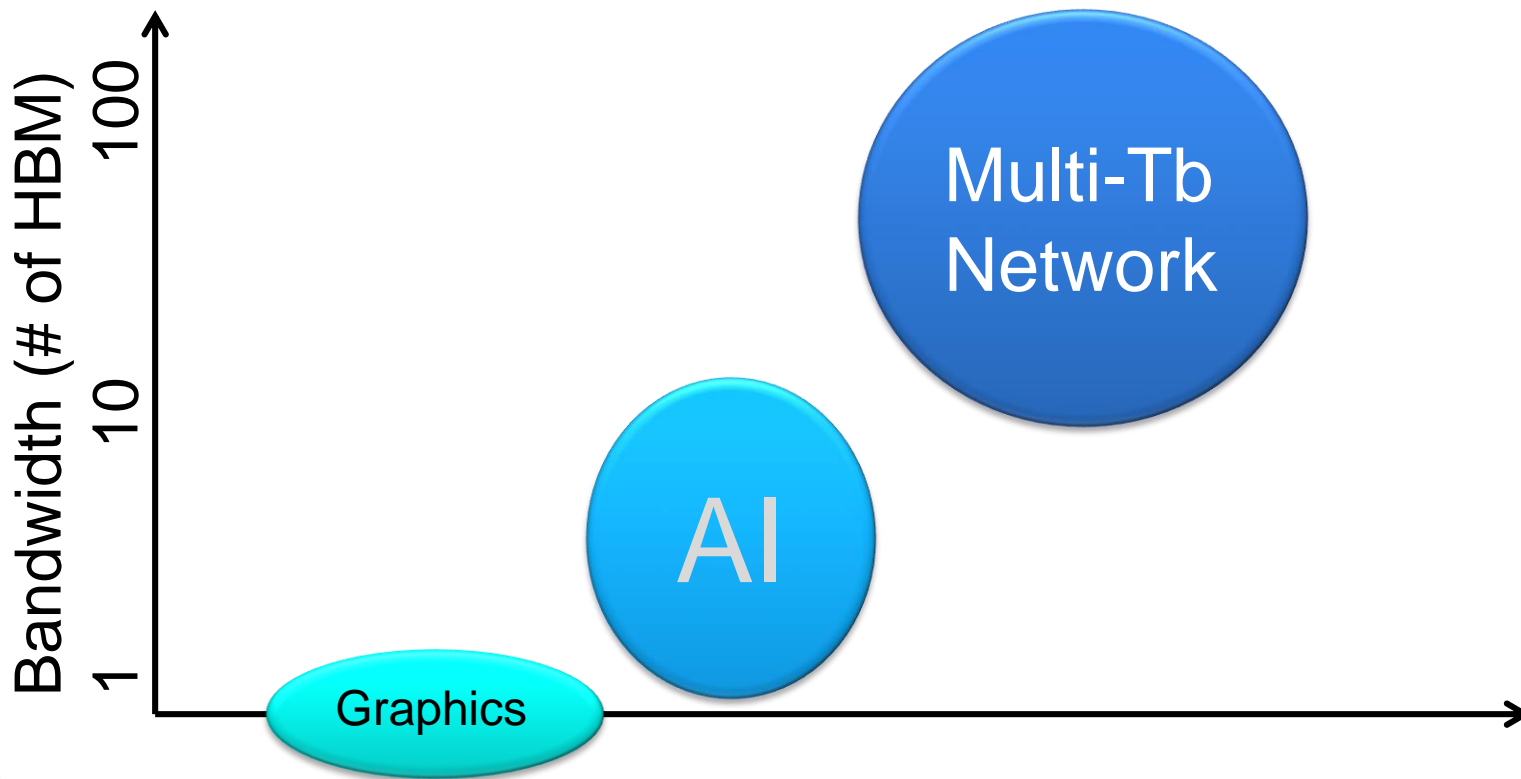 Bandwidth (# of HBM)
100
10
1
Multi-Tb
Network
AI
Graphics